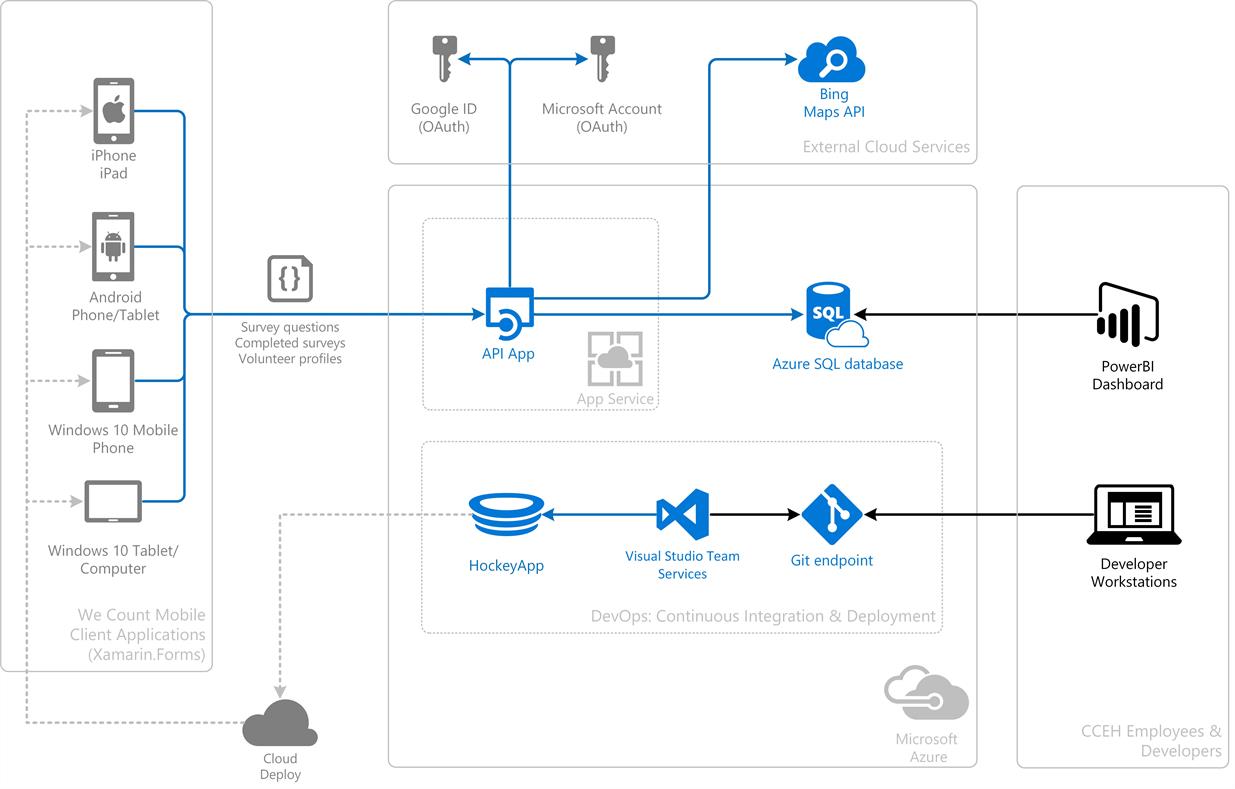 Google ID
(OAuth)
Microsoft Account
(OAuth)
Bing
Maps API
External Cloud Services
iPhone
iPad
Android
Phone/Tablet
Windows 10 Mobile
Phone
Windows 10 Tablet/
Computer
We Count Mobile
Client Applications
(Xamarin.Forms)
{}
Survey questions
Completed surveys
Volunteer profiles
API App
App Service
SQL
Azure SQL database
PowerBI
Dashboard
HockeyApp
Visual Studio Team
Services
Git endpoint
DevOps: Continuous Integration & Deployment
Developer
Workstations
Microsoft
Azure
CCEH Employees &
Developers
Cloud
Deploy